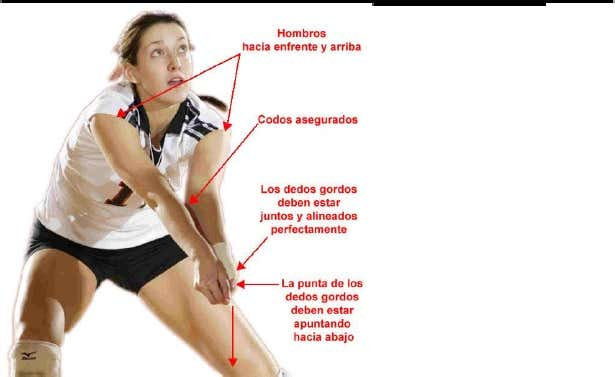 Hombros
hacia enfrente y arriba
Codos asegurados
Los dedos gordos
deben estar
juntos y alineados
perfectamente
La punta de los
dedos gordos
deben estar
apuntando
hacia abajo